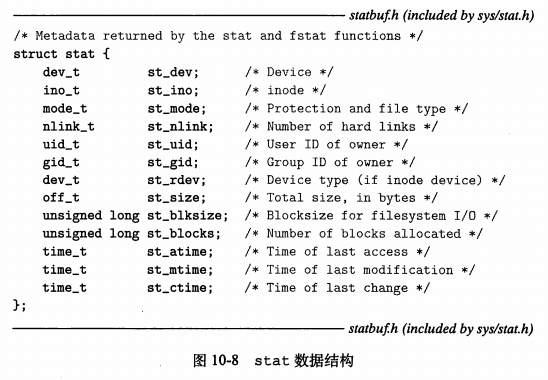 statbuf.h (included by sys/stat.h)
/* Metadata returned by the stat and fstat functions */
struct stat {
    dev_t         st_dev;     /* Device */
    ino_t         st_ino;     /* inode */
    mode_t        st_mode;    /* Protection and file type */
    nlink_t       st_nlink;   /* Number of hard links */
    uid_t         st_uid;     /* User ID of owner */
    gid_t         st_gid;     /* Group ID of owner */
    dev_t         st_rdev;    /* Device type (if inode device) */
    off_t         st_size;    /* Total size, in bytes */
    unsigned long st_blksize; /* Blocksize for filesystem I/O */
    unsigned long st_blocks;  /* Number of blocks allocated */
    time_t        st_atime;   /* Time of last access */
    time_t        st_mtime;   /* Time of last modification */
    time_t        st_ctime;   /* Time of last change */
};
statbuf.h (included by sys/stat.h)
图 10-8 stat 数据结构